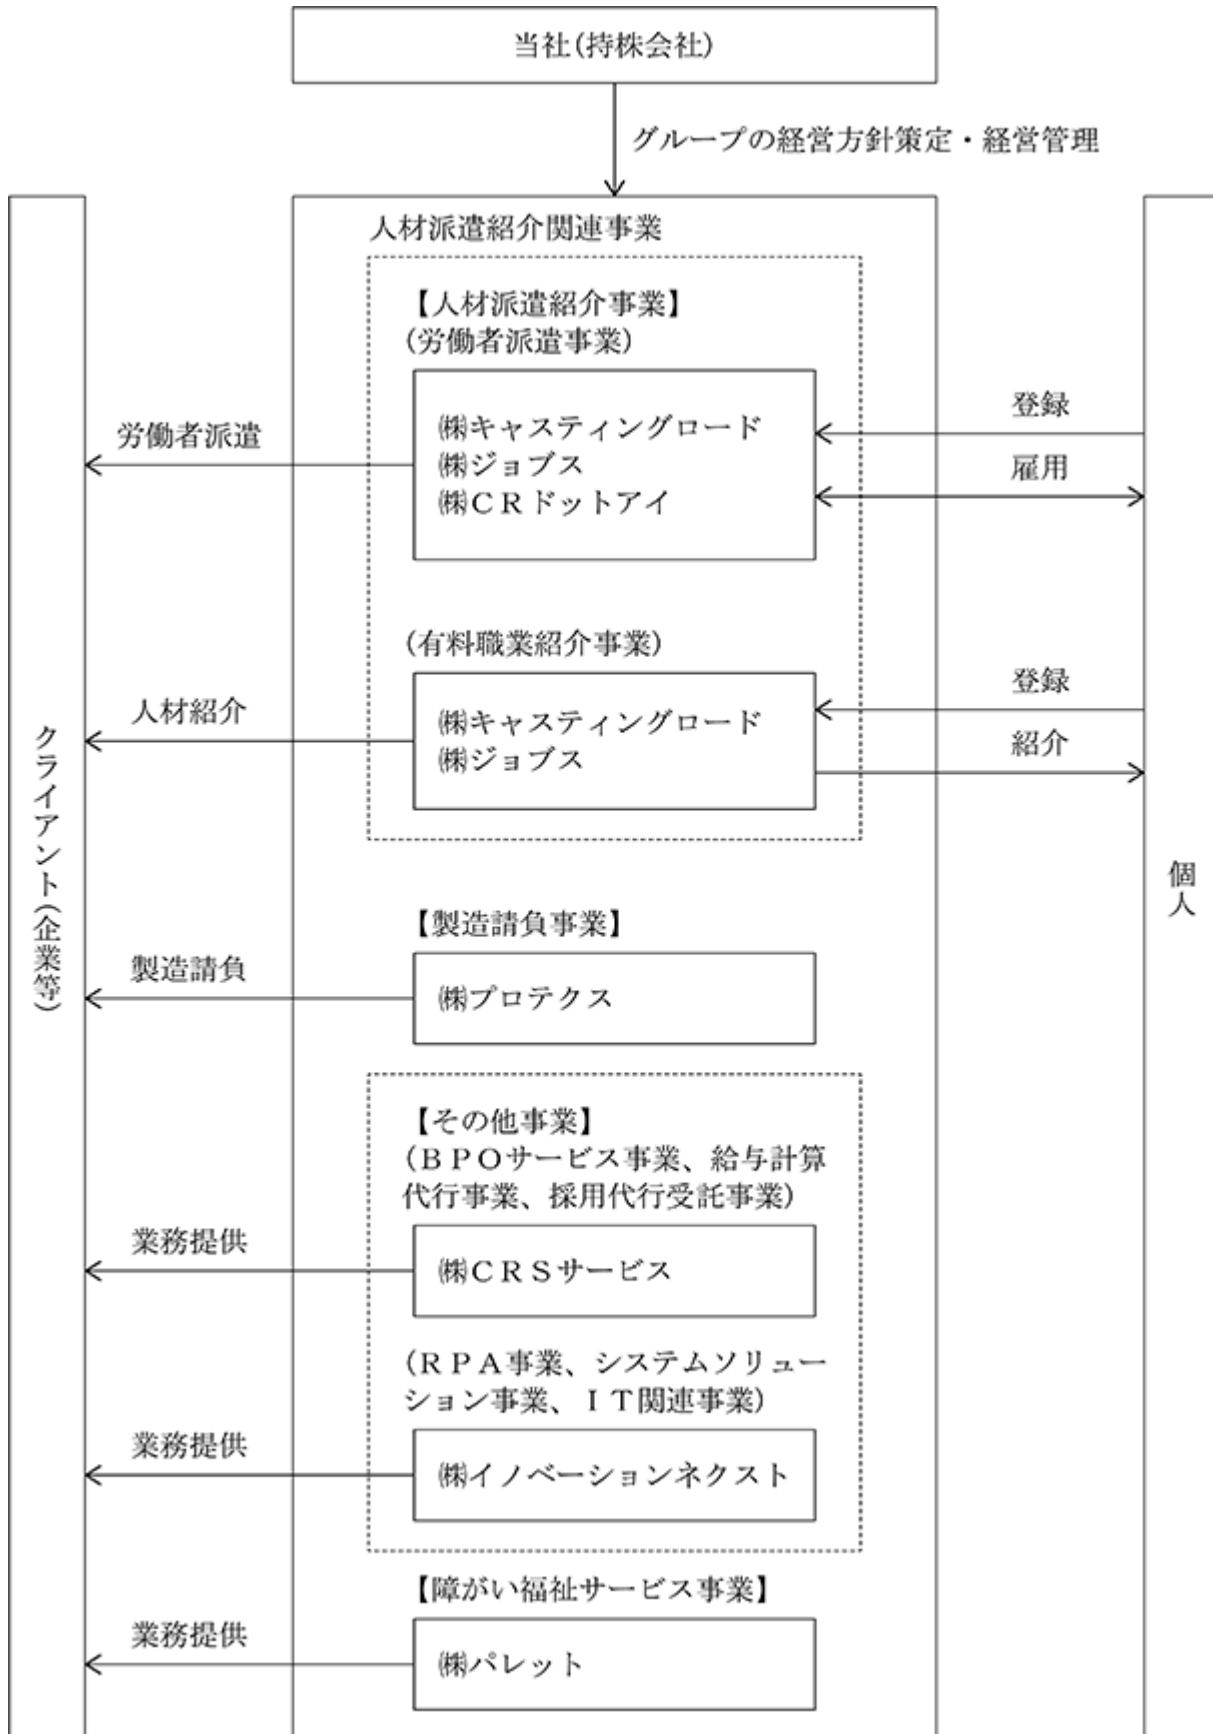 当社(持株会社)
グループの経営方針策定・経営管理
人材派遣紹介関連事業
【人材派遣紹介事業】
(労働者派遣事業)
㈱キャスティングロード
㈱ジョブス
㈱ＣＲドットアイ
労働者派遣
登録
雇用
(有料職業紹介事業)
㈱キャスティングロード
㈱ジョブス
人材紹介
登録
紹介
クライアント(企業等)
個人
【製造請負事業】
㈱プロテクス
製造請負
【その他事業】
(ＢＰＯサービス事業、給与計算
代行事業、採用代行受託事業)
㈱ＣＲＳサービス
業務提供
(ＲＰＡ事業、システムソリュー
ション事業、ＩＴ関連事業)
㈱イノベーションネクスト
業務提供
【障がい福祉サービス事業】
㈱パレット
業務提供